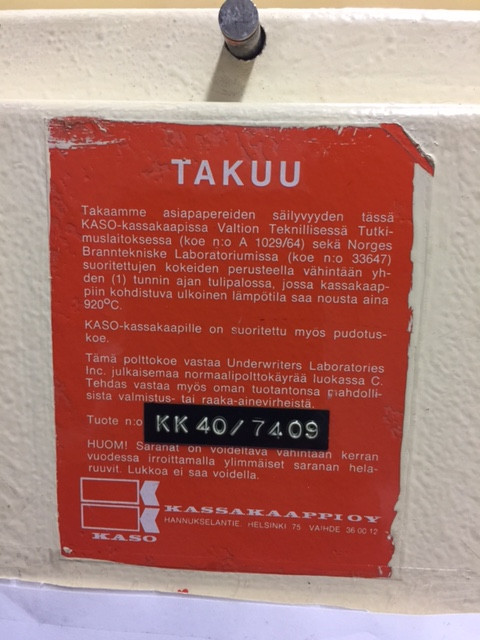 TAKUU
Takaamme asiapapereiden säilyvyyden tässä
KASO-kassakaapissa Valtion Teknillisessä Tutki-
muslaitoksessa (koe n:o A 1029/64) sekä Norges
Branntekniske Laboratoriumissa (koe n:o 33647)
suoritettujen kokeiden perusteella vähintään yh-
den (1) tunnin ajan tulipalossa, jossa kassakaap-
piin kohdistuva ulkoinen lämpötila saa nousta aina
920°C.
KASO-kassakaapille on suoritettu myös pudotus-
koe.
Tämä polttokoe vastaa Underwriters Laboratories
Inc. julkaisemaa normaalipolttokäyrää luokassa C.
Tehdas vastaa myös oman tuotantonsa mahdolli-
sista valmistus- tai raaka-ainevirheistä.
Tuote n:o KK 40/7409
HUOM! Saranat on voideltava vähintään kerran
vuodessa irroittamalla ylimmäiset saranan hela-
ruuvit. Lukkoa ei saa voidella.
KASSAKAAPPI OY
HANNUKSELANTIE. HELSINKI 75. VAIHDE 36 00 12
KASO